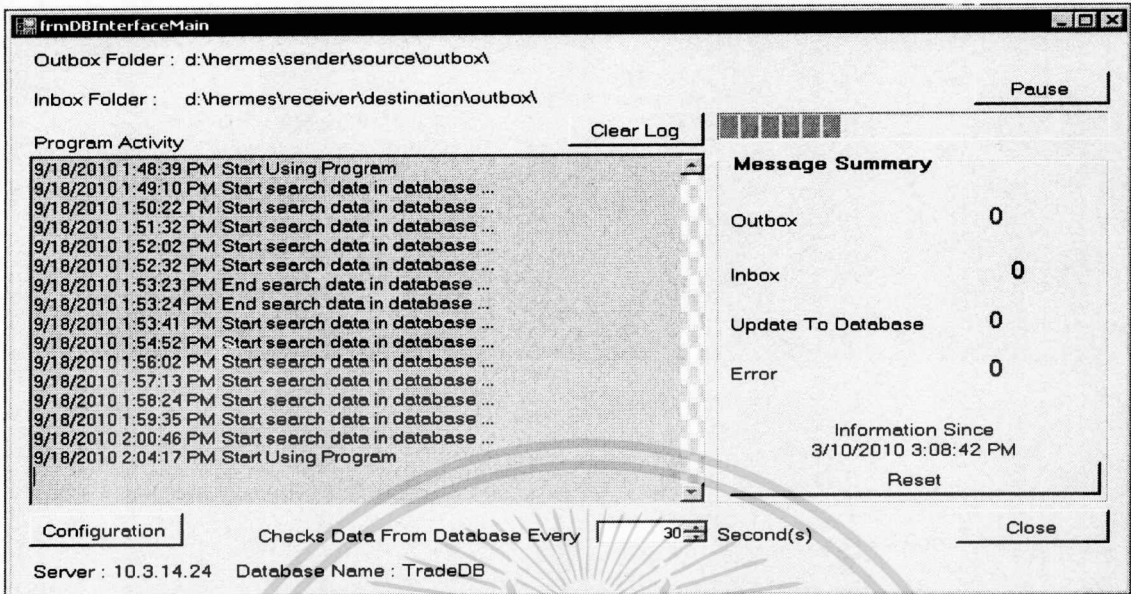 frmDBInterfaceMain
Outbox Folder : d:\hermes\sender\source\outbox\
Inbox Folder : d:\hermes\receiver\destination\outbox\
Pause
Program Activity
Clear Log
9/18/2010 1:48:39 PM Start Using Program
9/18/2010 1:49:10 PM Start search data in database ...
9/18/2010 1:50:22 PM Start search data in database ...
9/18/2010 1:51:32 PM Start search data in database ...
9/18/2010 1:52:02 PM Start search data in database ...
9/18/2010 1:52:32 PM Start search data in database ...
9/18/2010 1:53:23 PM End search data in database ...
9/18/2010 1:53:24 PM End search data in database ...
9/18/2010 1:53:41 PM Start search data in database ...
9/18/2010 1:54:52 PM Start search data in database ...
9/18/2010 1:56:02 PM Start search data in database ...
9/18/2010 1:57:13 PM Start search data in database ...
9/18/2010 1:58:24 PM Start search data in database ...
9/18/2010 1:59:35 PM Start search data in database ...
9/18/2010 2:00:46 PM Start search data in database ...
9/18/2010 2:04:17 PM Start Using Program
Message Summary
Outbox 0
Inbox 0
Update To Database 0
Error 0
Information Since
3/10/2010 3:08:42 PM
Reset
Configuration
Checks Data From Database Every 30 Second(s)
Close
Server : 10.3.14.24 Database Name : TradeDB